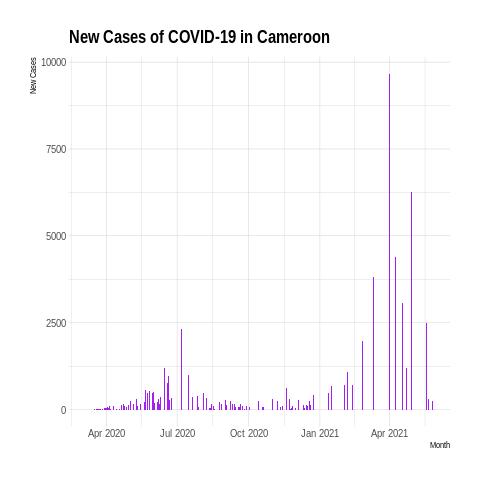 New Cases of COVID-19 in Cameroon
New Cases
10000
7500
5000
2500
0
Apr 2020 Jul 2020 Oct 2020 Jan 2021 Apr 2021
Month